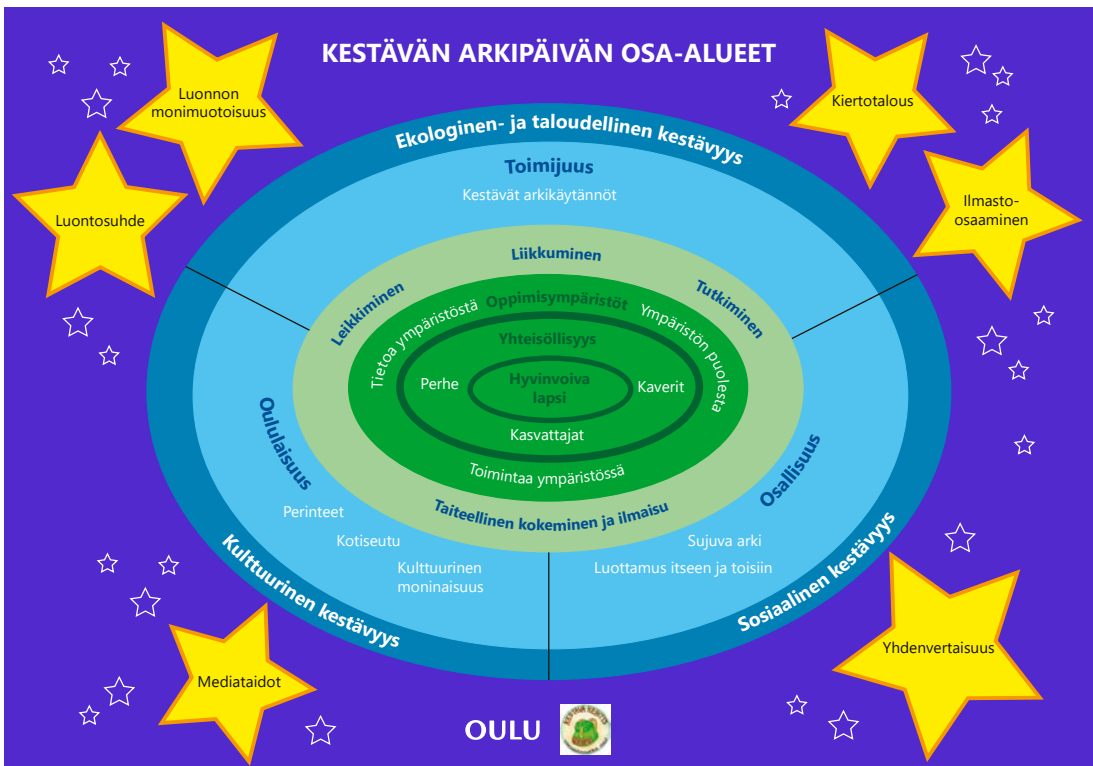 KESTÄVÄN ARKIPÄIVÄN OSA-ALUEET
Luonnon
monimuotoisuus
Kiertotalous
Luontosuhde
Ilmasto-
osaaminen
Ekologinen- ja taloudellinen kestävyys
Toimijuus
Kestävät arkikäytännöt
Leikkiminen
Liikkuminen
Tutkiminen
Oppimisympäristöt
Tietoa ympäristöstä
Ympäristön puolesta
Yhteisöllisyys
Hyvinvoiva
lapsi
Perhe
Kaverit
Kasvattajat
Toimintaa ympäristössä
Taiteellinen kokeminen ja ilmaisu
Oululaisuus
Perinteet
Kotiseutu
Kulttuurinen
moninaisuus
Osallisuus
Sujuva arki
Luottamus itseen ja toisiin
Kulttuurinen kestävyys
Sosiaalinen kestävyys
Mediataidot
Yhdenvertaisuus
OULU